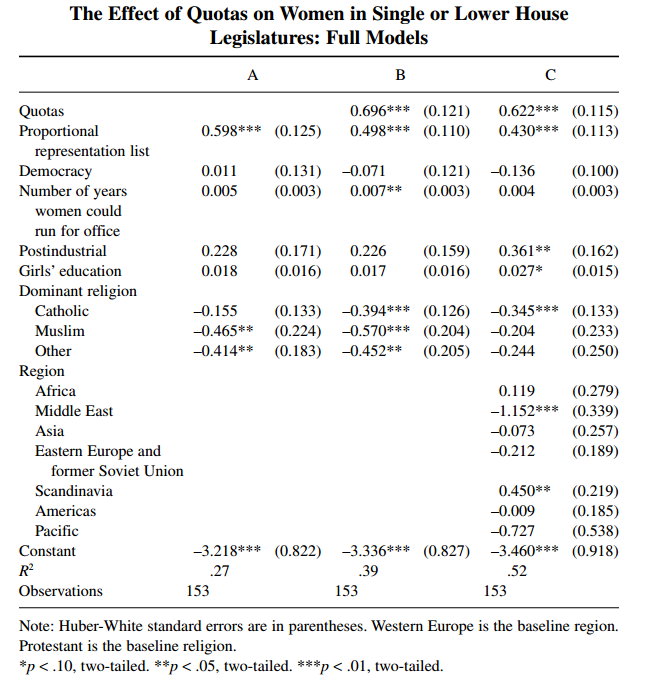 The Effect of Quotas on Women in Single or Lower House
Legislatures: Full Models
A B C
Quotas 0.696*** (0.121) 0.622*** (0.115)
Proportional 0.598*** (0.125) 0.498*** (0.110) 0.430*** (0.113)
representation list
Democracy 0.011 (0.131) –0.071 (0.121) –0.136 (0.100)
Number of years 0.005 (0.003) 0.007** (0.003) 0.004 (0.003)
women could
run for office
Postindustrial 0.228 (0.171) 0.226 (0.159) 0.361** (0.162)
Girls’ education 0.018 (0.016) 0.017 (0.016) 0.027* (0.015)
Dominant religion
Catholic –0.155 (0.133) –0.394*** (0.126) –0.345*** (0.133)
Muslim –0.465** (0.224) –0.570*** (0.204) –0.204 (0.233)
Other –0.414** (0.183) –0.452** (0.205) –0.244 (0.250)
Region
Africa 0.119 (0.279)
Middle East –1.152*** (0.339)
Asia –0.073 (0.257)
Eastern Europe and –0.212 (0.189)
former Soviet Union
Scandinavia 0.450** (0.219)
Americas –0.009 (0.185)
Pacific –0.727 (0.538)
Constant –3.218*** (0.822) –3.336*** (0.827) –3.460*** (0.918)
R² .27 .39 .52
Observations 153 153 153
Note: Huber-White standard errors are in parentheses. Western Europe is the baseline region.
Protestant is the baseline religion.
*p < .10, two-tailed. **p < .05, two-tailed. ***p < .01, two-tailed.